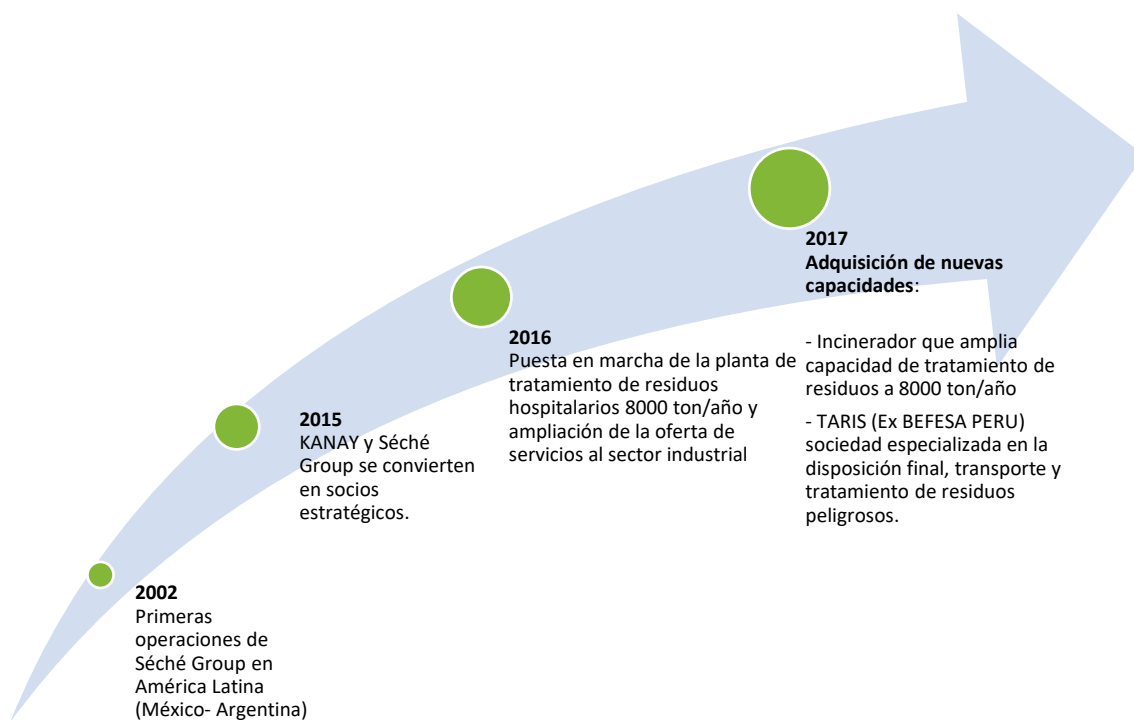 2002
Primeras
operaciones de
Séché Group en
América Latina
(México- Argentina)
2015
KANAY y Séché
Group se convierten
en socios
estratégicos.
2016
Puesta en marcha de la planta de
tratamiento de residuos
hospitalarios 8000 ton/año y
ampliación de la oferta de
servicios al sector industrial
2017
Adquisición de nuevas
capacidades:
- Incinerador que amplia
capacidad de tratamiento de
residuos a 8000 ton/año
- TARIS (Ex BEFESA PERU)
sociedad especializada en la
disposición final, transporte y
tratamiento de residuos
peligrosos.